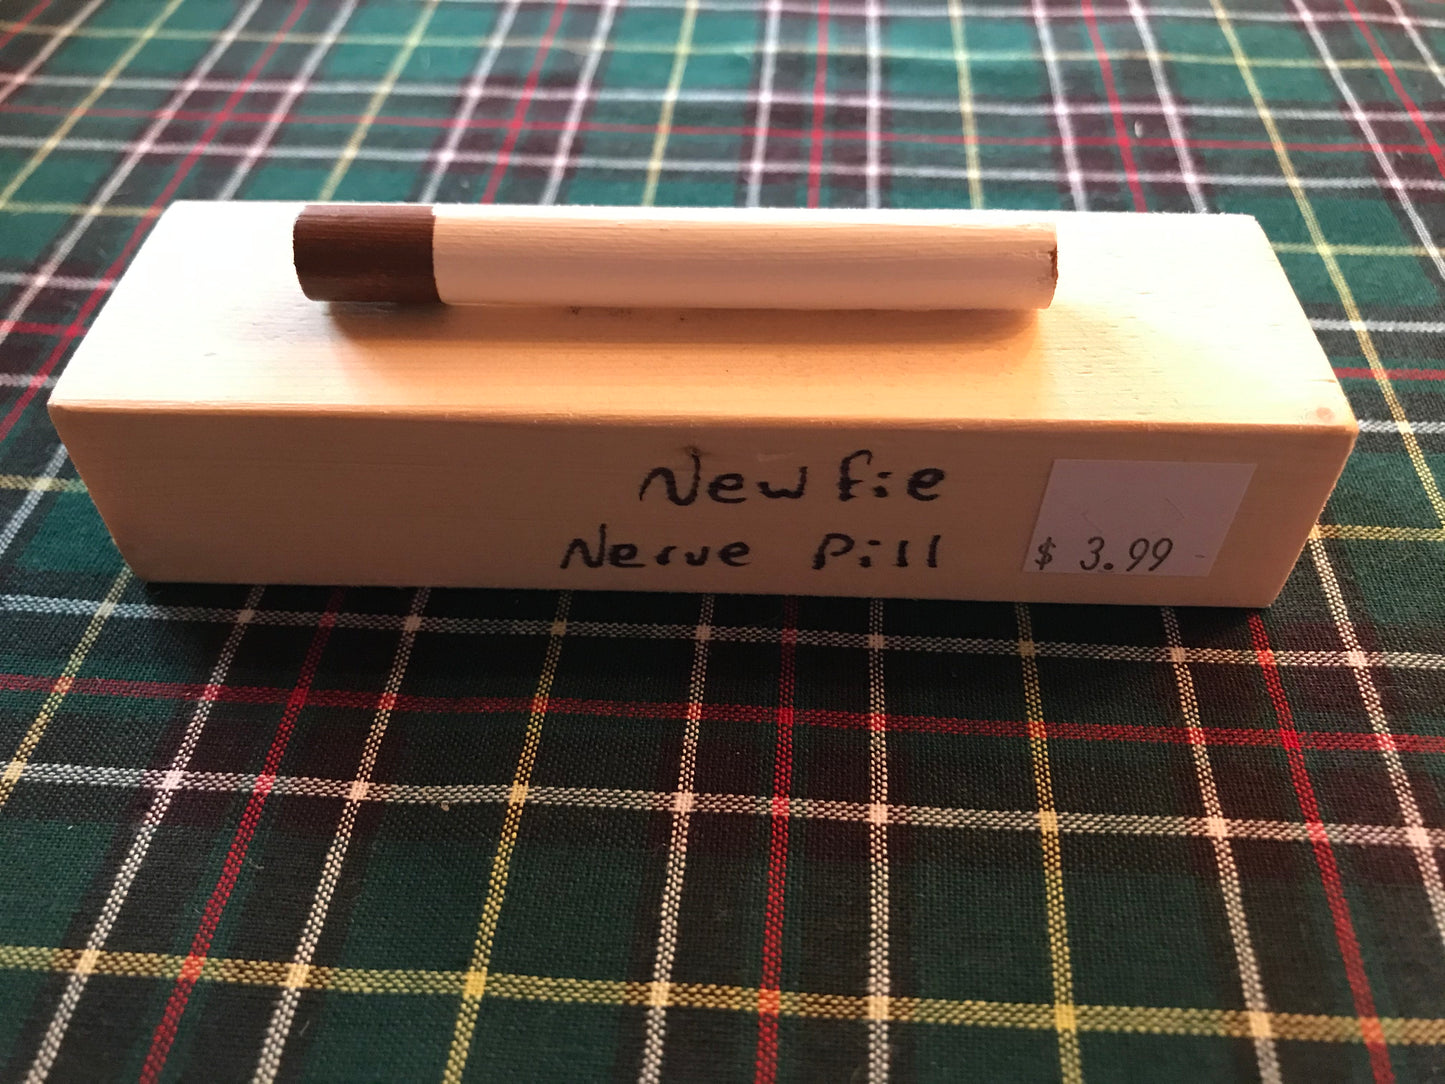 Newfie
Nerve Pill
$ 3.99